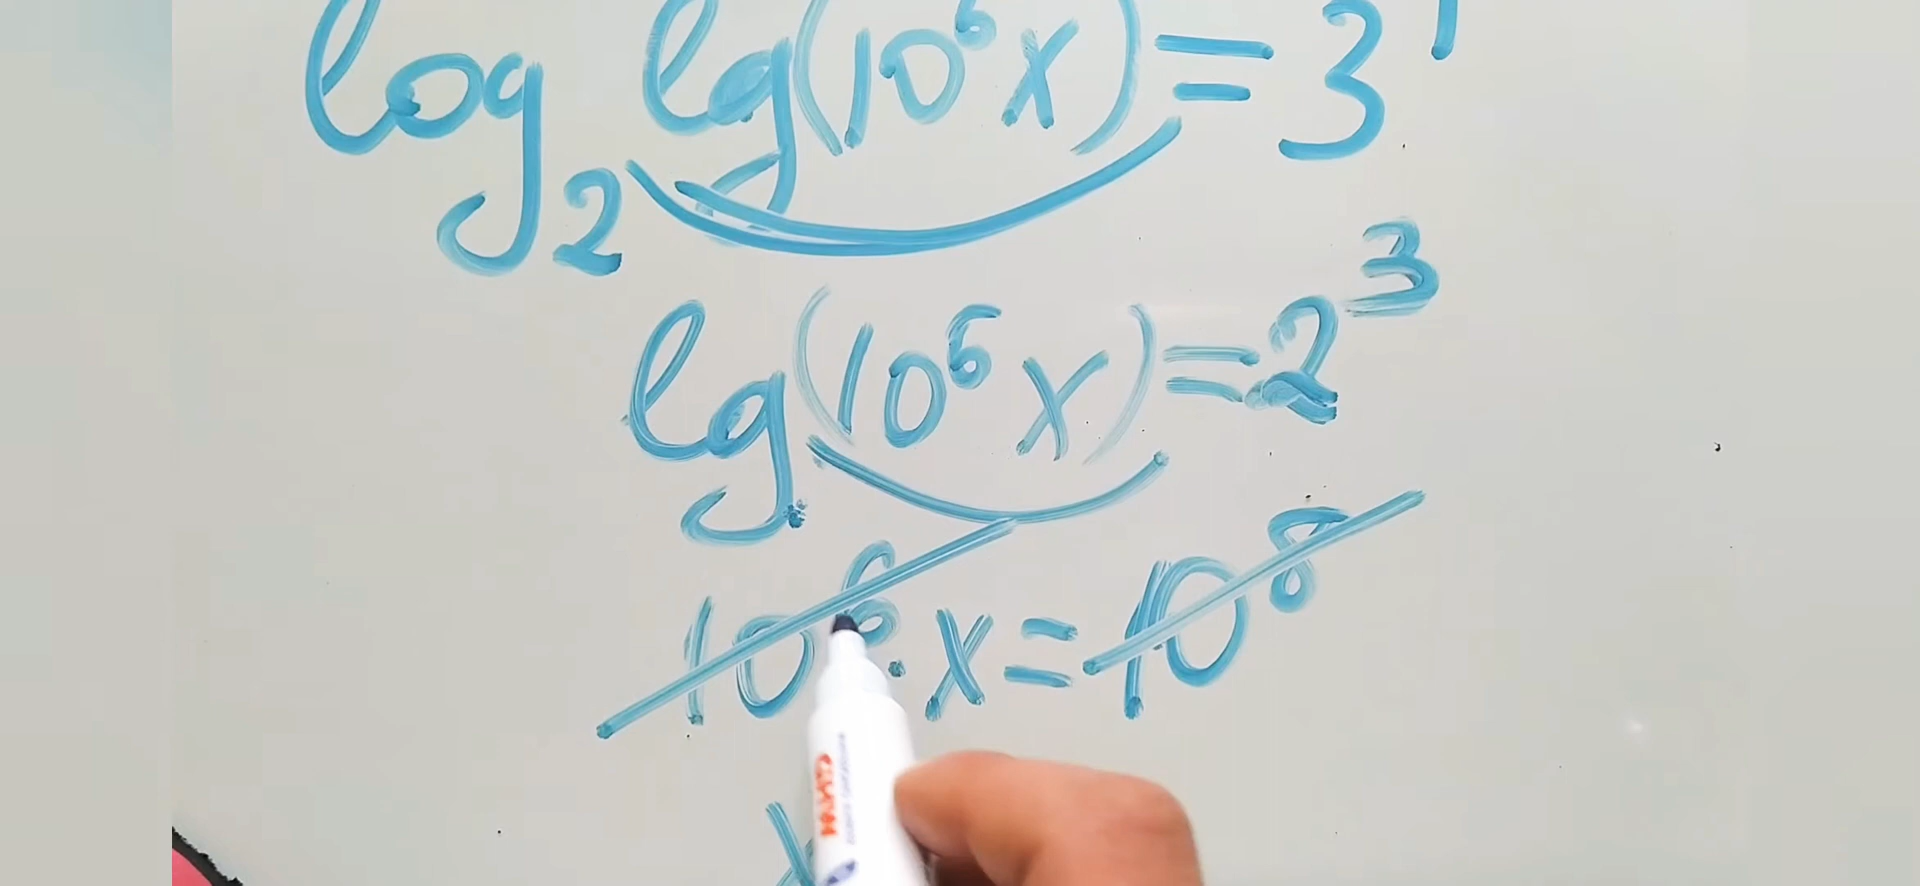 log₂ lg(10⁶x) = 3
lg(10⁶x) = 2³
10⁶·x = 10⁸
x